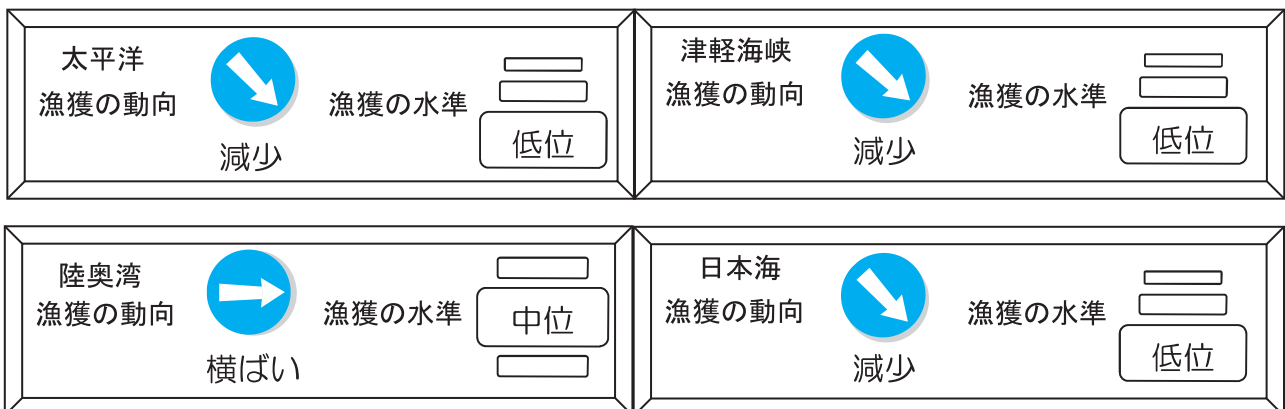 太平洋
漁獲の動向
減少
漁獲の水準
低位
津軽海峡
漁獲の動向
減少
漁獲の水準
低位
陸奥湾
漁獲の動向
横ばい
漁獲の水準
中位
日本海
漁獲の動向
減少
漁獲の水準
低位